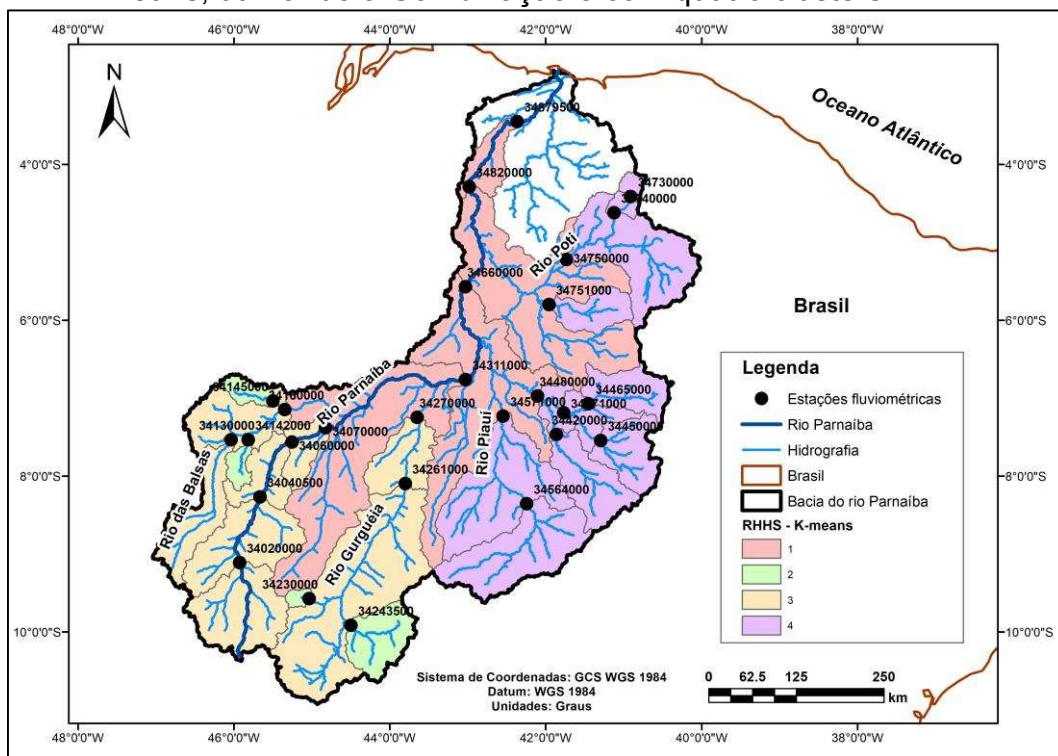 48°0'0"W 46°0'0"W 44°0'0"W 42°0'0"W 40°0'0"W 38°0'0"W
N
Oceano Atlântico
4°0'0"S
4°0'0"S
34879500
34820000
34730000
Rio Poti
34750000
34660000
34751000
6°0'0"S
6°0'0"S
Brasil
34311000
34145000
Rio Parnaíba
34270000
34480000
34465000
34571000
34420000
34450000
34130000
34142000
34070000
34060000
Rio Piauí
34261000
8°0'0"S
8°0'0"S
Rio das Balsas
34040500
34564000
Rio Gurguéia
34020000
34230000
34243500
10°0'0"S
10°0'0"S
Legenda
Estações fluviométricas
Rio Parnaíba
Hidrografia
Brasil
Bacia do rio Parnaíba
RHHS - K-means
1
2
3
4
Sistema de Coordenadas: GCS WGS 1984
Datum: WGS 1984
Unidades: Graus
0 62.5 125 250
km
48°0'0"W 46°0'0"W 44°0'0"W 42°0'0"W 40°0'0"W 38°0'0"W